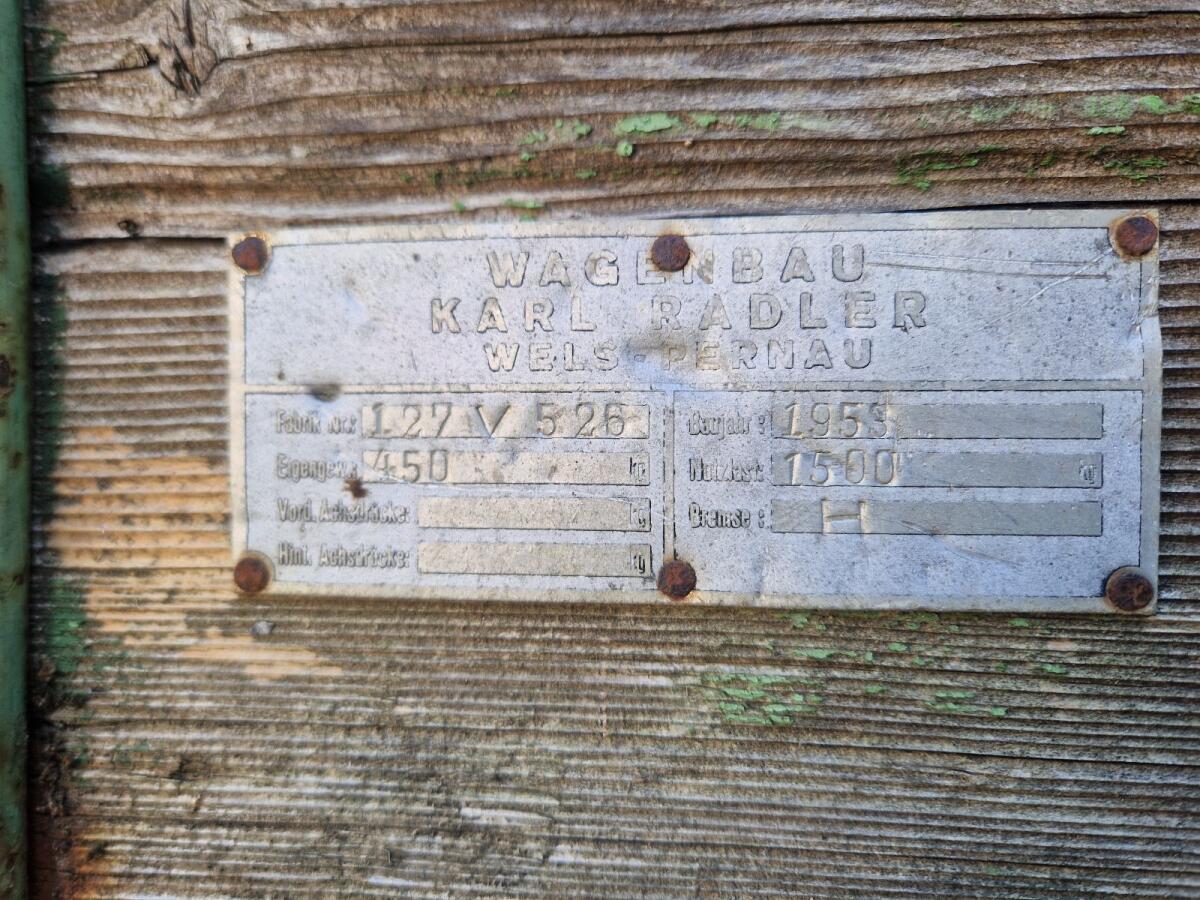 WAGENBAU
KARL RADLER
WELS-PERNAU
Fabrik Nr.: 127 V 526
Eigengew.: 450 kg
Vord. Achsdrücke: kg
Hint. Achsdrücke: kg
Baujahr: 1953
Nutzlast: 1500 kg
Bremse: H